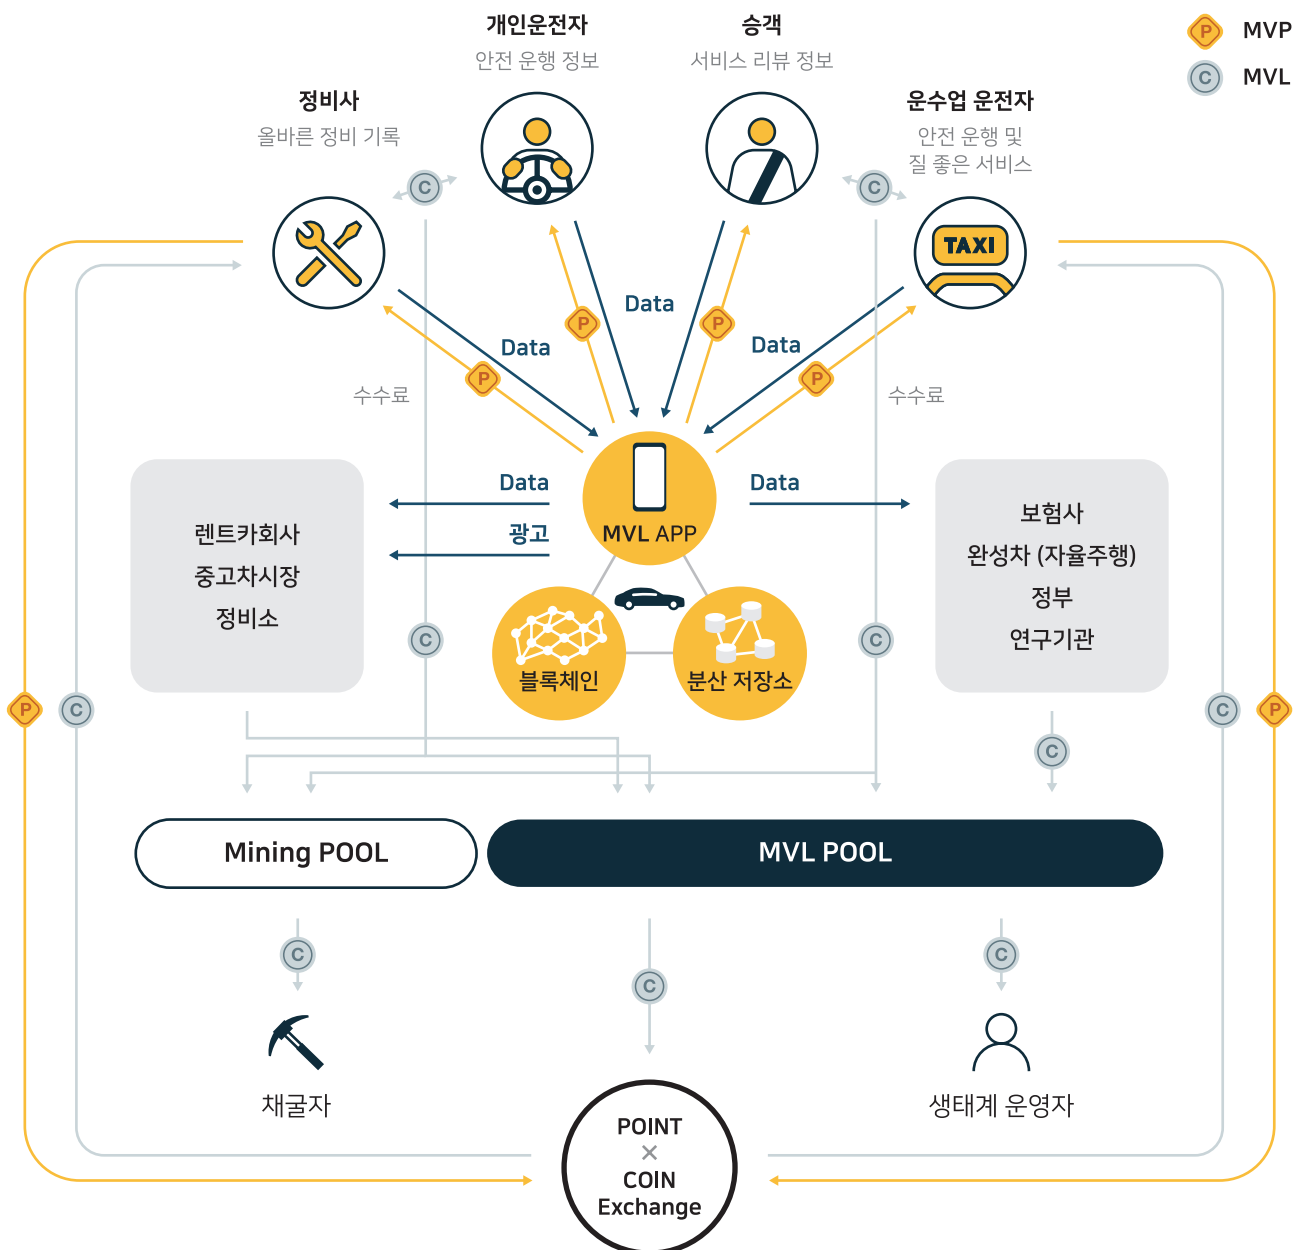 개인운전자
안전 운행 정보
승객
서비스 리뷰 정보
P MVP
C MVL
정비사
올바른 정비 기록
운수업 운전자
안전 운행 및
질 좋은 서비스
C
C
TAXI
Data
P
P
Data
Data
P
P
수수료
수수료
Data
광고
MVL APP
Data
렌트카회사
중고차시장
정비소
보험사
완성차 (자율주행)
정부
연구기관
C
C
블록체인
분산 저장소
P
C
C
C
P
Mining POOL
MVL POOL
C
C
C
채굴자
생태계 운영자
POINT
×
COIN
Exchange